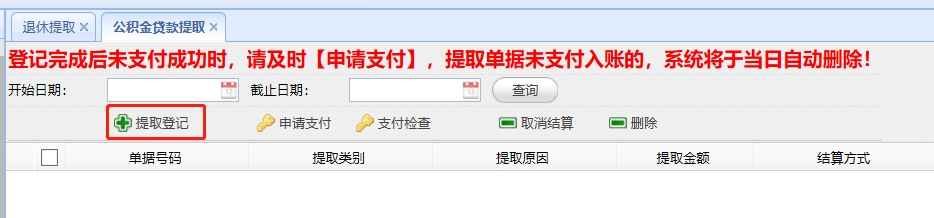 退休提取 公积金贷款提取
登记完成后未支付成功时，请及时【申请支付】，提取单据未支付入账的，系统将于当日自动删除！
开始日期： 截止日期： 查询
提取登记 申请支付 支付检查 取消结算 删除
单据号码 提取类别 提取原因 提取金额 结算方式